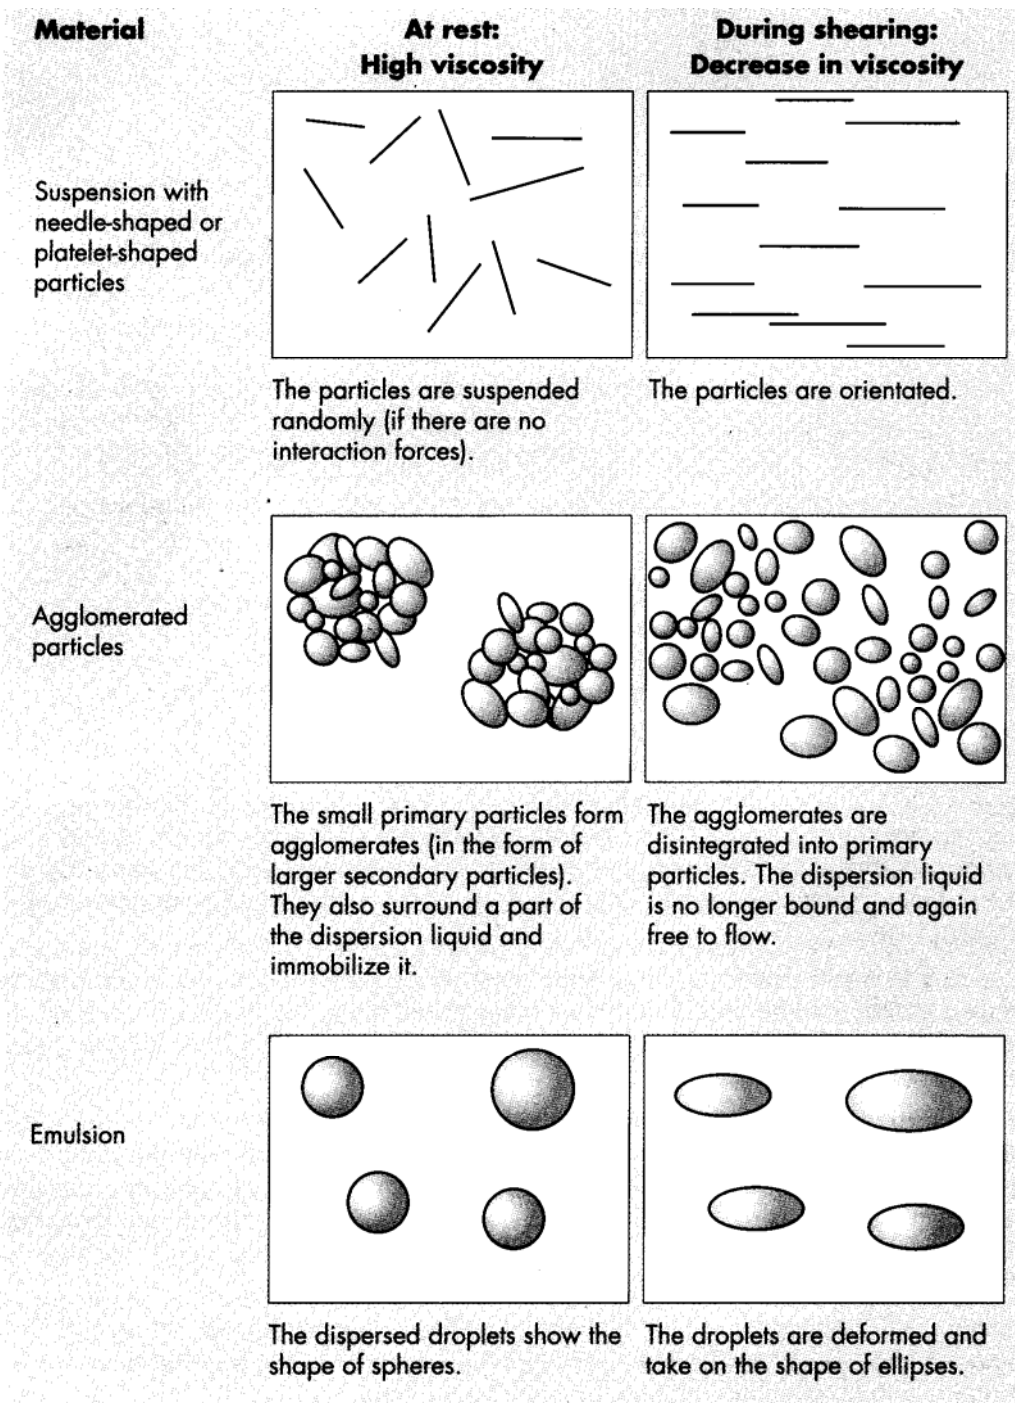 Material
At rest:
High viscosity
During shearing:
Decrease in viscosity
Suspension with
needle-shaped or
platelet-shaped
particles
The particles are suspended
randomly (if there are no
interaction forces).
The particles are orientated.
Agglomerated
particles
The small primary particles form
agglomerates (in the form of
larger secondary particles).
They also surround a part of
the dispersion liquid and
immobilize it.
The agglomerates are
disintegrated into primary
particles. The dispersion liquid
is no longer bound and again
free to flow.
Emulsion
The dispersed droplets show the
shape of spheres.
The droplets are deformed and
take on the shape of ellipses.